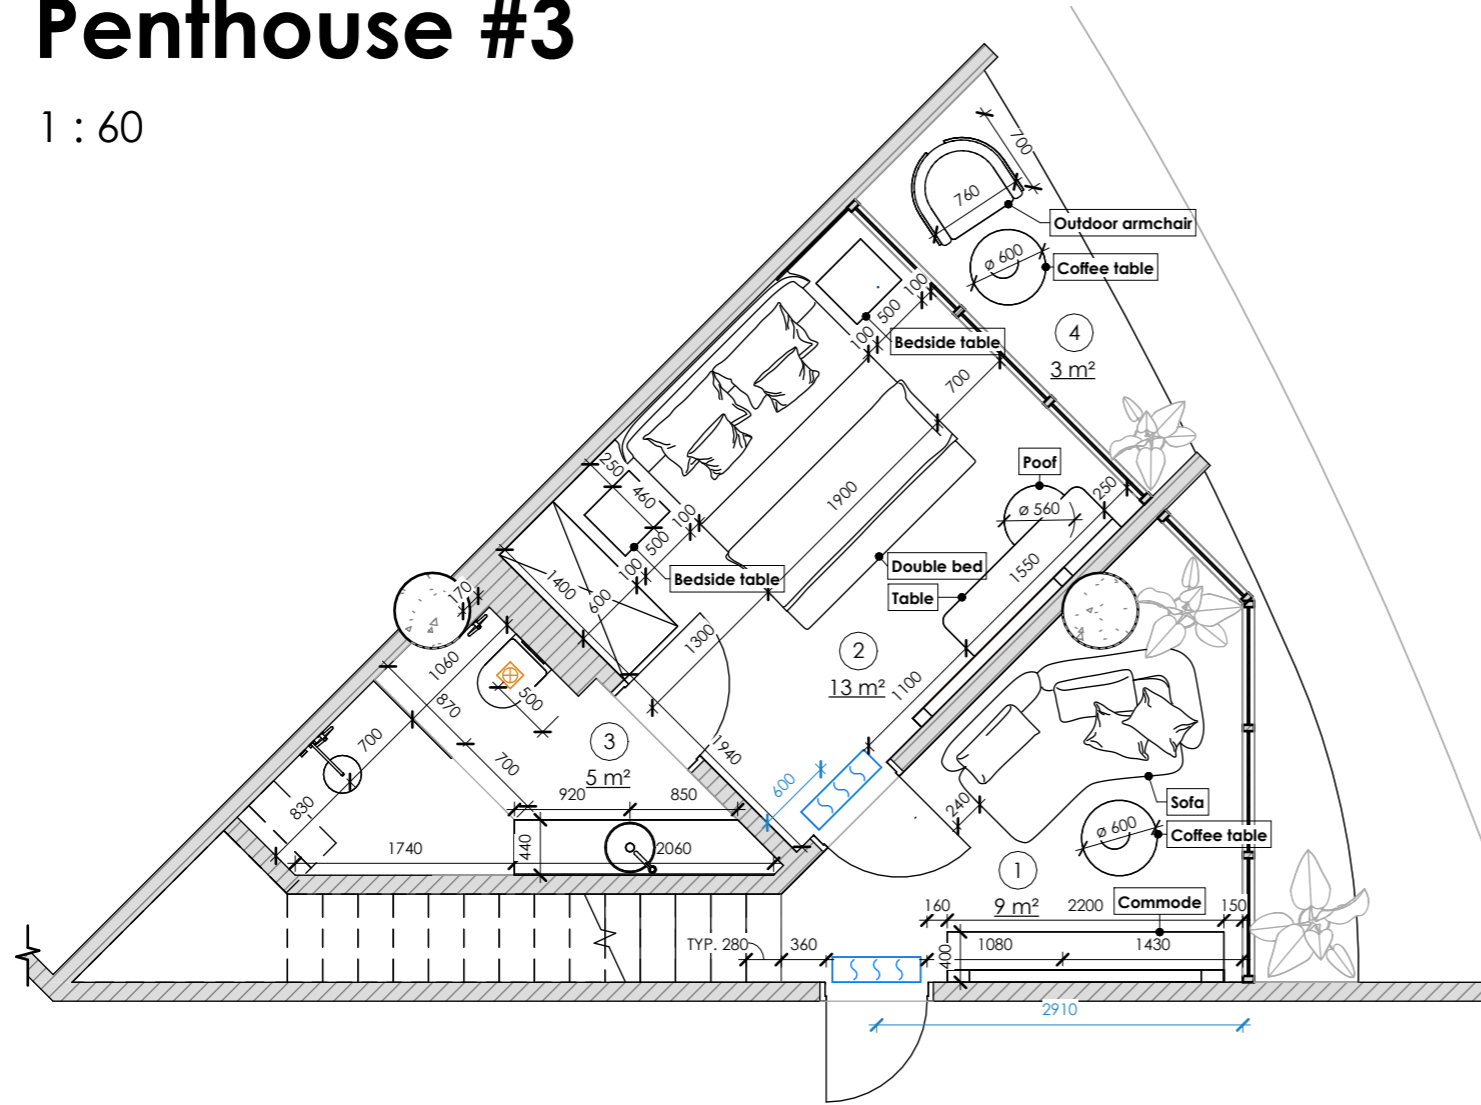 Penthouse #3
1 : 60
700
760
Outdoor armchair
ø 600
Coffee table
100
500
100
Bedside table
4
3 m²
700
Poof
250
ø 560
250
460
1900
100
500
100
Bedside table
Double bed
1550
Table
1400
600
170
1300
2
13 m²
1060
500
1100
870
700
3
5 m²
700
1940
600
240
Sofa
920
850
830
ø 600
Coffee table
1740
440
2060
1
9 m²
Commode
160
2200
150
TYP. 280
360
400
1080
1430
2910